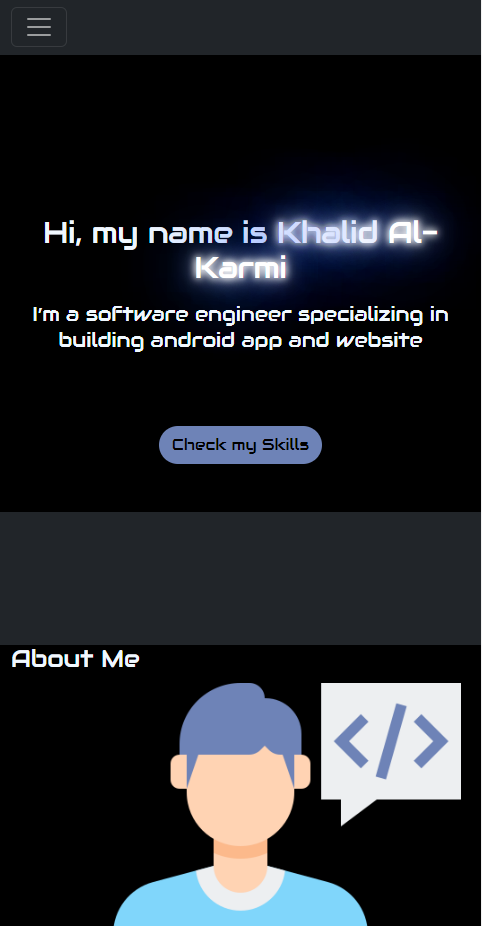 Hi, my name is Khalid Al-
Karmi
I'm a software engineer specializing in
building android app and website
Check my Skills
About Me
</>